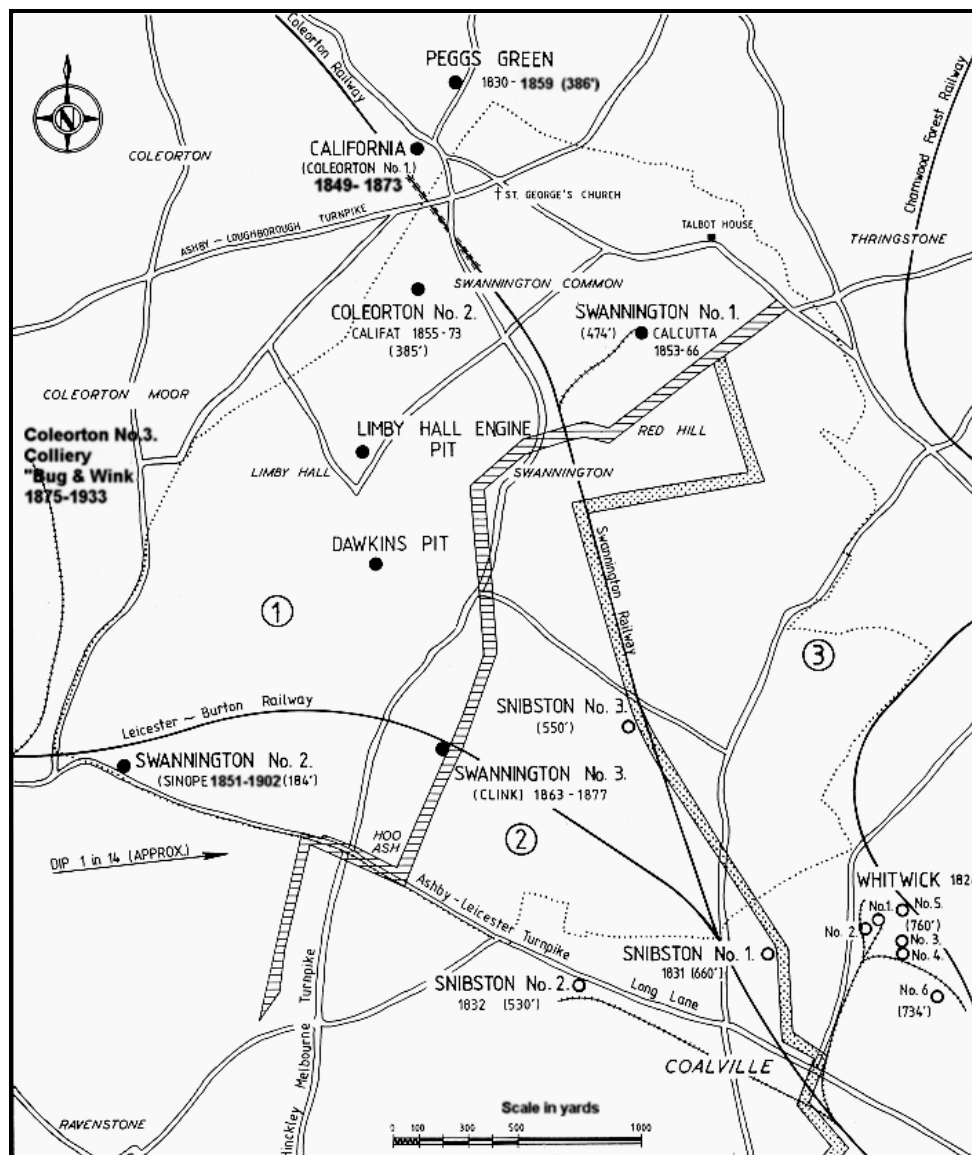 Coleorton Railway
PEGGS GREEN
1830 - 1859 (386')
N
COLEORTON
CALIFORNIA
(COLEORTON No. 1.)
1849- 1873
† ST. GEORGE'S CHURCH
Charnwood Forest Railway
ASHBY - LOUGHBOROUGH TURNPIKE
TALBOT HOUSE
THRINGSTONE
SWANNINGTON COMMON
COLEORTON No. 2.
CALIFAT 1855-73
(385')
SWANNINGTON No. 1.
(474') CALCUTTA
1853-66
COLEORTON MOOR
Coleorton No.3.
Colliery
"Bug & Wink
1875-1933
LIMBY HALL ENGINE
PIT
RED HILL
LIMBY HALL
SWANNINGTON
DAWKINS PIT
Swannington Railway
1
3
Leicester ~ Burton Railway
SNIBSTON No. 3.
(550')
SWANNINGTON No. 2.
(SINOPE 1851-1902 (184')
SWANNINGTON No. 3.
(CLINK) 1863 - 1877
HOO
ASH
2
DIP 1 in 14 (APPROX.)
Ashby-Leicester Turnpike
WHITWICK 182
No.1.
No.5.
(760')
No. 2.
No. 3.
No. 4.
SNIBSTON No. 1.
1831 (660')
SNIBSTON No. 2.
1832 (530')
Long Lane
No. 6
(734')
Hinckley Melbourne Turnpike
COALVILLE
RAVENSTONE
Scale in yards
0 100 300 500 1000